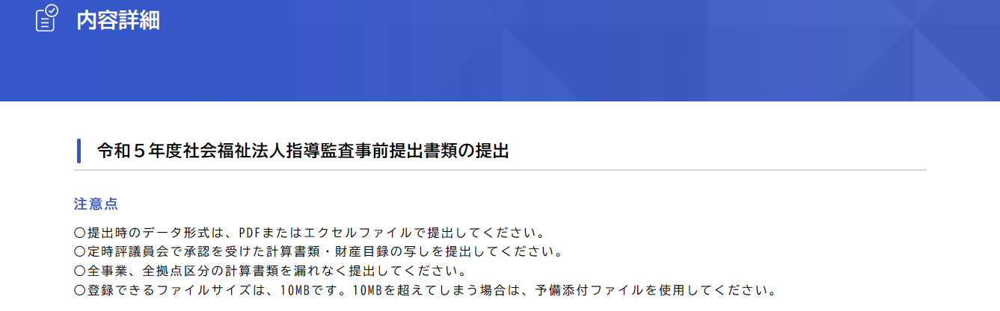 内容詳細
令和５年度社会福祉法人指導監査事前提出書類の提出
注意点
〇提出時のデータ形式は、PDFまたはエクセルファイルで提出してください。
〇定時評議員会で承認を受けた計算書類・財産目録の写しを提出してください。
〇全事業、全拠点区分の計算書類を漏れなく提出してください。
〇登録できるファイルサイズは、10MBです。10MBを超えてしまう場合は、予備添付ファイルを使用してください。